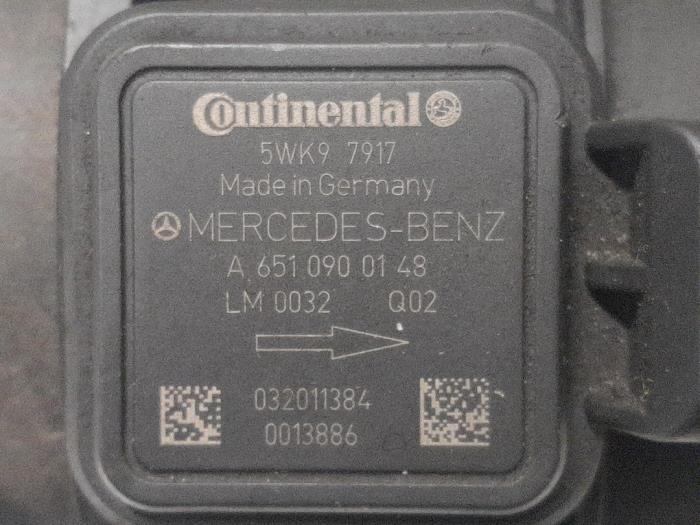 Continental
5WK9 7917
Made in Germany
MERCEDES-BENZ
A 651 090 01 48
LM 0032 Q02
032011384
0013886